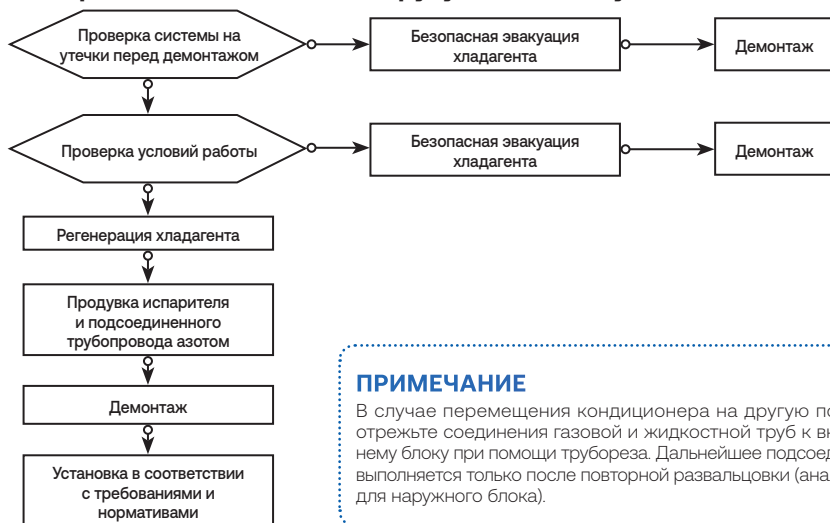 Проверка системы на
утечки перед демонтажом
Безопасная эвакуация
хладагента
Демонтаж
Проверка условий работы
Безопасная эвакуация
хладагента
Демонтаж
Регенерация хладагента
Продувка испарителя
и подсоединенного
трубопровода азотом
Демонтаж
Установка в соответствии
с требованиями и
нормативами
ПРИМЕЧАНИЕ
В случае перемещения кондиционера на другую
отрежьте соединения газовой и жидкостной труб к
нему блоку при помощи трубореза. Дальнейшее
выполняется только после повторной развальцовки
для наружного блока).